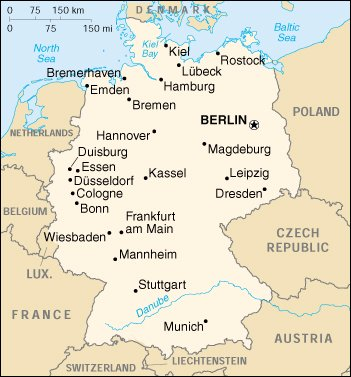 0 75 150 km
0 75 150 mi
DENMARK
North
Sea
Baltic
Sea
Kiel
Bay
Kiel
Rostock
Lübeck
Bremerhaven
Hamburg
Emden
Bremen
POLAND
BERLIN
Hannover
NETHERLANDS
Magdeburg
Duisburg
Essen
Kassel
Leipzig
Düsseldorf
Dresden
Cologne
Bonn
BELGIUM
Frankfurt
am Main
Wiesbaden
CZECH
REPUBLIC
Mannheim
LUX.
Stuttgart
Danube
FRANCE
Munich
AUSTRIA
LIECHTENSTEIN
SWITZERLAND